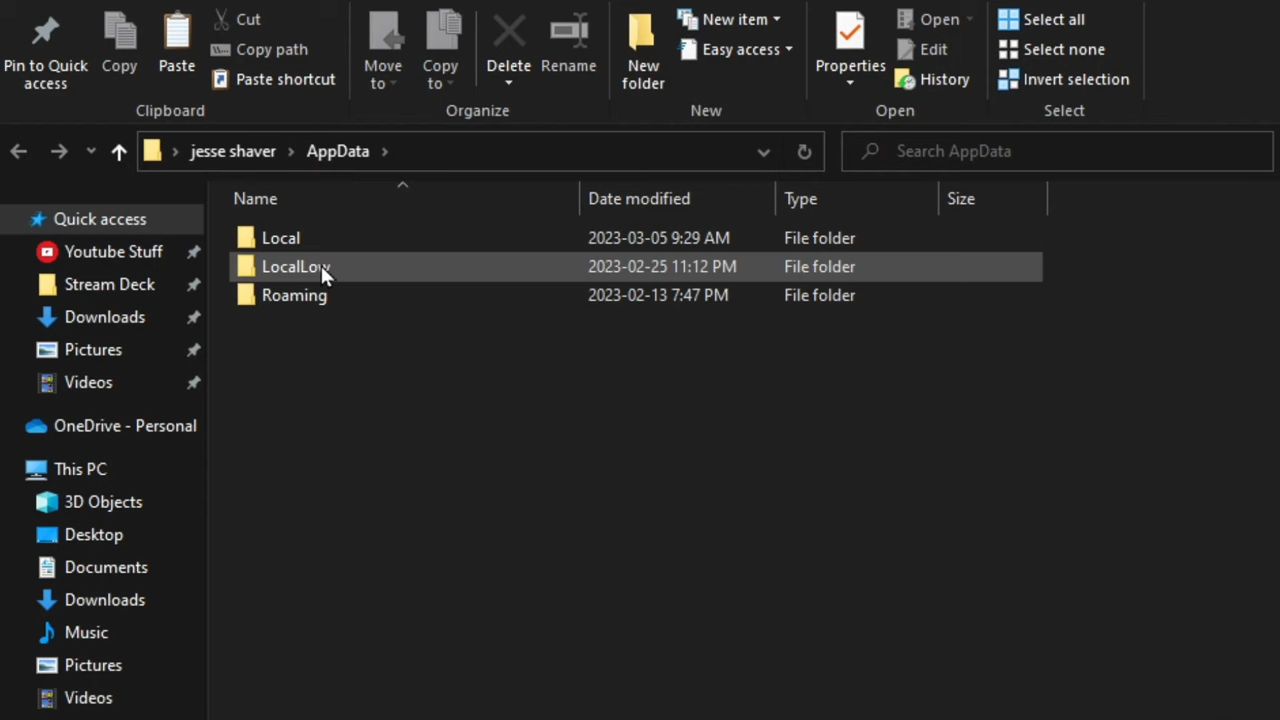 Pin to Quick access
Copy
Paste
Cut
Copy path
Paste shortcut
Clipboard
Move to
Copy to
Delete
Rename
Organize
New folder
New item
Easy access
New
Properties
Open
Edit
History
Open
Select all
Select none
Invert selection
Select
jesse shaver
AppData
Search AppData
Name
Date modified
Type
Size
Local 2023-03-05 9:29 AM File folder
LocalLow 2023-02-25 11:12 PM File folder
Roaming 2023-02-13 7:47 PM File folder
Quick access
Youtube Stuff
Stream Deck
Downloads
Pictures
Videos
OneDrive - Personal
This PC
3D Objects
Desktop
Documents
Downloads
Music
Pictures
Videos